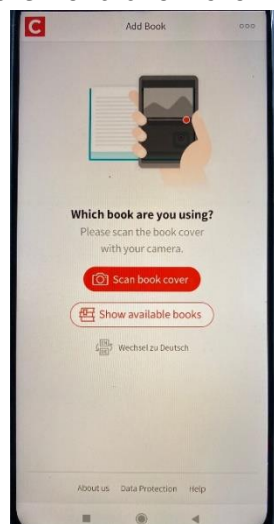 C
Add Book
Which book are you using?
Please scan the book cover
with your camera.
Scan book cover
Show available books
Wechsel zu Deutsch
About us Data Protection Help